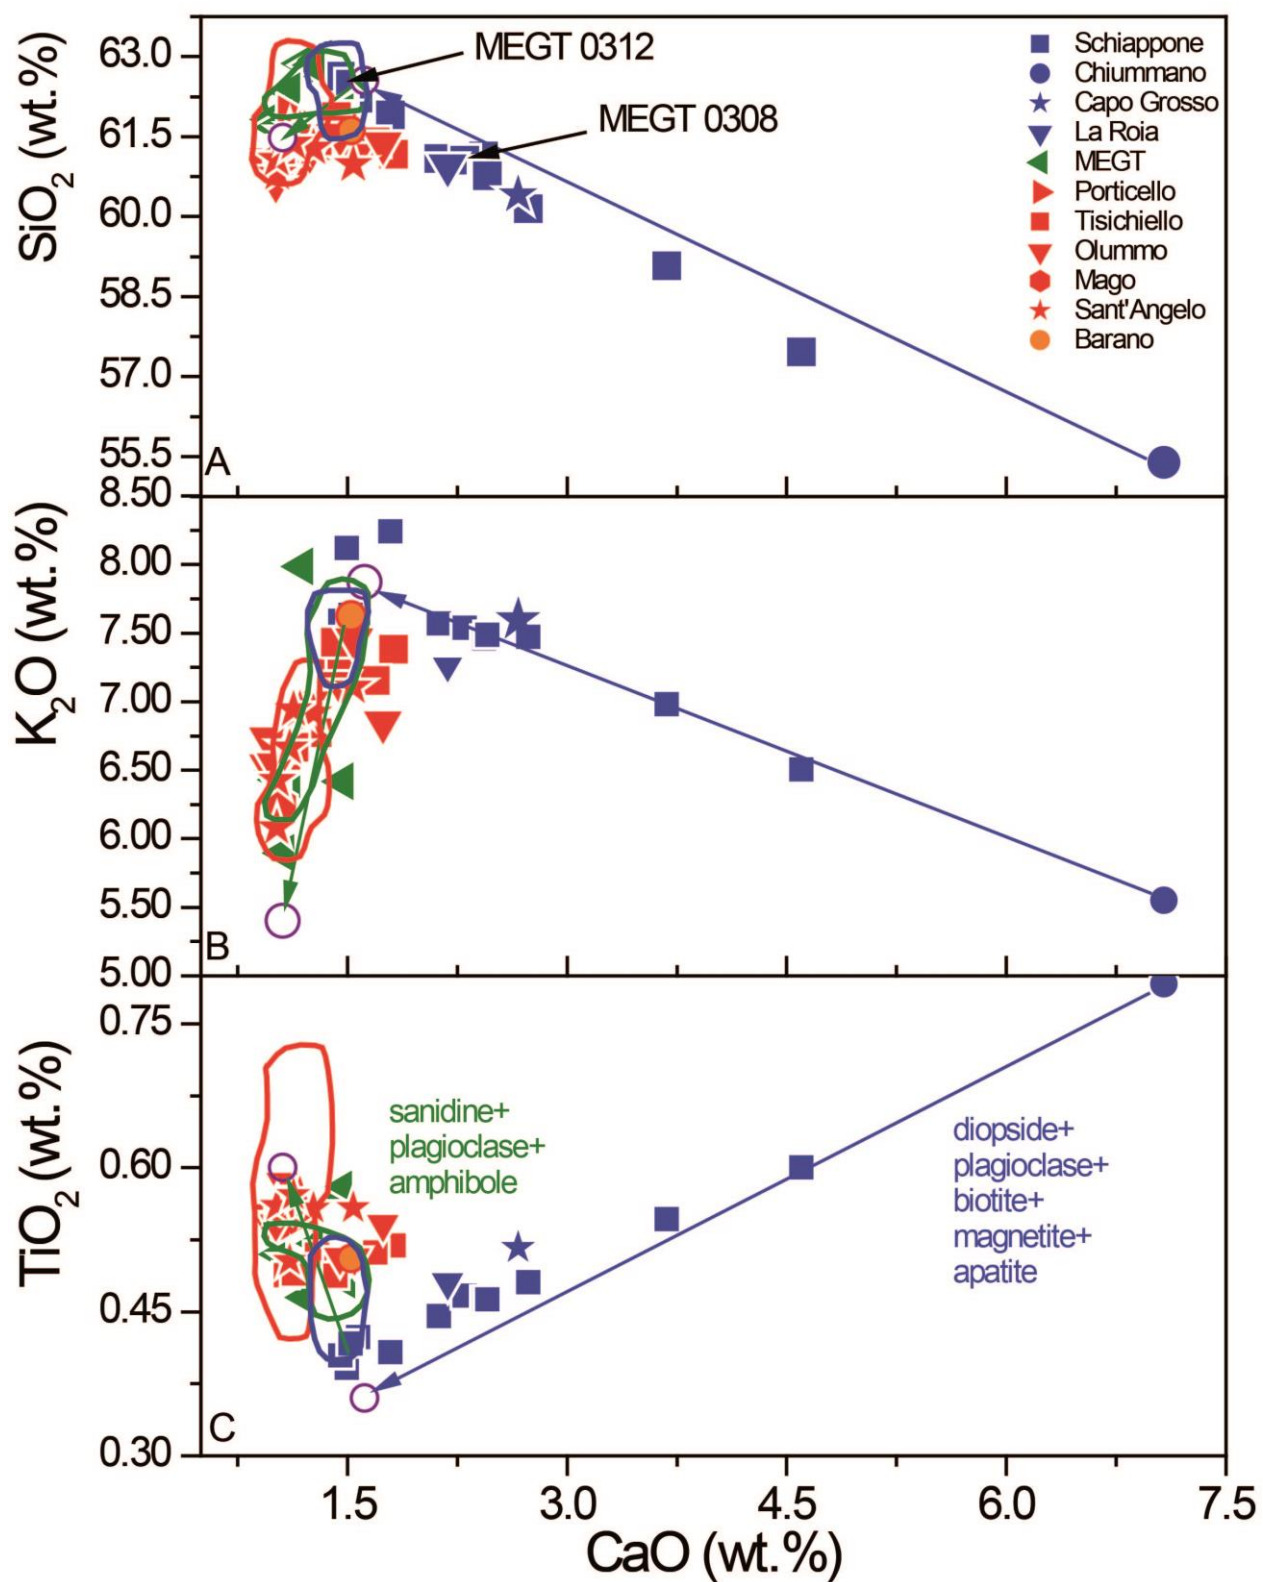 SiO2 (wt.%)
63.0
61.5
60.0
58.5
57.0
55.5
A
MEGT 0312
MEGT 0308
Schiappone
Chiummano
Capo Grosso
La Roia
MEGT
Porticello
Tisichiello
Olummo
Mago
Sant'Angelo
Barano
K2O (wt.%)
8.50
8.00
7.50
7.00
6.50
6.00
5.50
5.00
B
TiO2 (wt.%)
0.75
0.60
0.45
0.30
C
sanidine+
plagioclase+
amphibole
diopside+
plagioclase+
biotite+
magnetite+
apatite
1.5 3.0 4.5 6.0 7.5
CaO (wt.%)